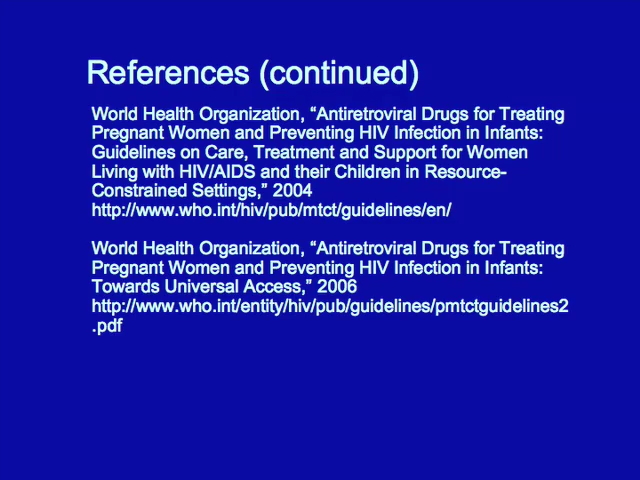 References (continued)
World Health Organization, “Antiretroviral Drugs for Treating
Pregnant Women and Preventing HIV Infection in Infants:
Guidelines on Care, Treatment and Support for Women
Living with HIV/AIDS and their Children in Resource-
Constrained Settings,” 2004
http://www.who.int/hiv/pub/mtct/guidelines/en/
World Health Organization, “Antiretroviral Drugs for Treating
Pregnant Women and Preventing HIV Infection in Infants:
Towards Universal Access,” 2006
http://www.who.int/entity/hiv/pub/guidelines/pmtctguidelines2
.pdf